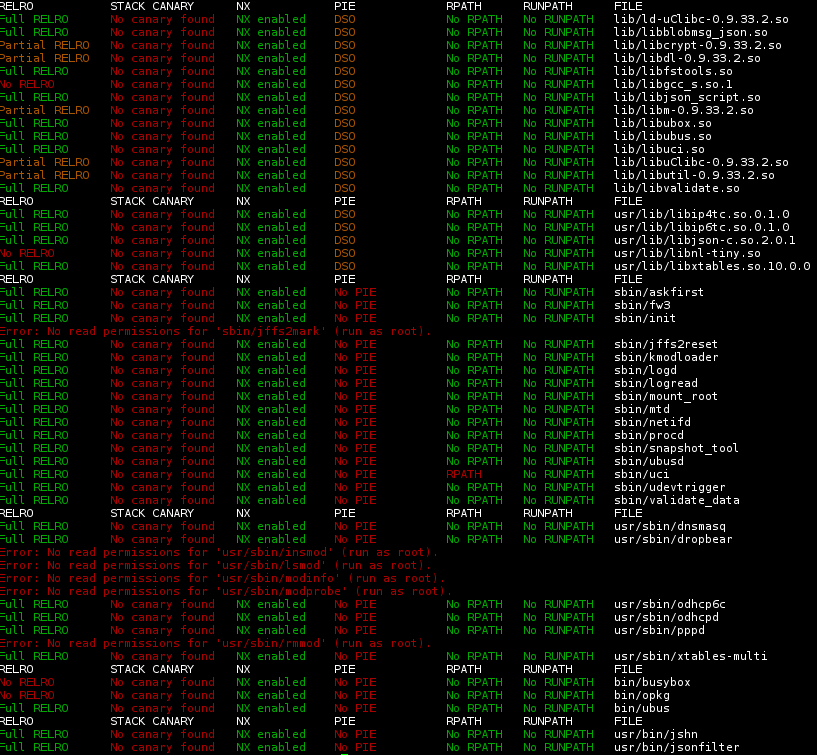 RELRO STACK CANARY NX PIE RPATH RUNPATH FILE
Full RELRO No canary found NX enabled DSO No RPATH No RUNPATH lib/ld-uClibc-0.9.33.2.so
Full RELRO No canary found NX enabled DSO No RPATH No RUNPATH lib/libblobmsg_json.so
Partial RELRO No canary found NX enabled DSO No RPATH No RUNPATH lib/libcrypt-0.9.33.2.so
Partial RELRO No canary found NX enabled DSO No RPATH No RUNPATH lib/libdl-0.9.33.2.so
Full RELRO No canary found NX enabled DSO No RPATH No RUNPATH lib/libfstools.so
No RELRO No canary found NX enabled DSO No RPATH No RUNPATH lib/libgcc_s.so.1
Full RELRO No canary found NX enabled DSO No RPATH No RUNPATH lib/libjson_script.so
Partial RELRO No canary found NX enabled DSO No RPATH No RUNPATH lib/libm-0.9.33.2.so
Full RELRO No canary found NX enabled DSO No RPATH No RUNPATH lib/libubox.so
Full RELRO No canary found NX enabled DSO No RPATH No RUNPATH lib/libubus.so
Full RELRO No canary found NX enabled DSO No RPATH No RUNPATH lib/libuci.so
Partial RELRO No canary found NX enabled DSO No RPATH No RUNPATH lib/libuClibc-0.9.33.2.so
Partial RELRO No canary found NX enabled DSO No RPATH No RUNPATH lib/libutil-0.9.33.2.so
Full RELRO No canary found NX enabled DSO No RPATH No RUNPATH lib/libvalidate.so
RELRO STACK CANARY NX PIE RPATH RUNPATH FILE
Full RELRO No canary found NX enabled DSO No RPATH No RUNPATH usr/lib/libip4tc.so.0.1.0
Full RELRO No canary found NX enabled DSO No RPATH No RUNPATH usr/lib/libip6tc.so.0.1.0
Full RELRO No canary found NX enabled DSO No RPATH No RUNPATH usr/lib/libjson-c.so.2.0.1
No RELRO No canary found NX enabled DSO No RPATH No RUNPATH usr/lib/libnl-tiny.so
Full RELRO No canary found NX enabled DSO No RPATH No RUNPATH usr/lib/libxtables.so.10.0.0
RELRO STACK CANARY NX PIE RPATH RUNPATH FILE
Full RELRO No canary found NX enabled No PIE No RPATH No RUNPATH sbin/askfirst
Full RELRO No canary found NX enabled No PIE No RPATH No RUNPATH sbin/fw3
Full RELRO No canary found NX enabled No PIE No RPATH No RUNPATH sbin/init
Error: No read permissions for 'sbin/jffs2mark' (run as root).
Full RELRO No canary found NX enabled No PIE No RPATH No RUNPATH sbin/jffs2reset
Full RELRO No canary found NX enabled No PIE No RPATH No RUNPATH sbin/kmodloader
Full RELRO No canary found NX enabled No PIE No RPATH No RUNPATH sbin/logd
Full RELRO No canary found NX enabled No PIE No RPATH No RUNPATH sbin/logread
Full RELRO No canary found NX enabled No PIE No RPATH No RUNPATH sbin/mount_root
Full RELRO No canary found NX enabled No PIE No RPATH No RUNPATH sbin/mtd
Full RELRO No canary found NX enabled No PIE No RPATH No RUNPATH sbin/netifd
Full RELRO No canary found NX enabled No PIE No RPATH No RUNPATH sbin/procd
Full RELRO No canary found NX enabled No PIE No RPATH No RUNPATH sbin/snapshot_tool
Full RELRO No canary found NX enabled No PIE No RPATH No RUNPATH sbin/ubusd
Full RELRO No canary found NX enabled No PIE RPATH No RUNPATH sbin/uci
Full RELRO No canary found NX enabled No PIE No RPATH No RUNPATH sbin/udevtrigger
Full RELRO No canary found NX enabled No PIE No RPATH No RUNPATH sbin/validate_data
RELRO STACK CANARY NX PIE RPATH RUNPATH FILE
Full RELRO No canary found NX enabled No PIE No RPATH No RUNPATH usr/sbin/dnsmasq
Full RELRO No canary found NX enabled No PIE No RPATH No RUNPATH usr/sbin/dropbear
Error: No read permissions for 'usr/sbin/insmod' (run as root).
Error: No read permissions for 'usr/sbin/lsmod' (run as root).
Error: No read permissions for 'usr/sbin/modinfo' (run as root).
Error: No read permissions for 'usr/sbin/modprobe' (run as root).
Full RELRO No canary found NX enabled No PIE No RPATH No RUNPATH usr/sbin/odhcp6c
Full RELRO No canary found NX enabled No PIE No RPATH No RUNPATH usr/sbin/odhcpd
Full RELRO No canary found NX enabled No PIE No RPATH No RUNPATH usr/sbin/pppd
Error: No read permissions for 'usr/sbin/rmmod' (run as root).
Full RELRO No canary found NX enabled No PIE No RPATH No RUNPATH usr/sbin/xtables-multi
RELRO STACK CANARY NX PIE RPATH RUNPATH FILE
No RELRO No canary found NX enabled No PIE No RPATH No RUNPATH bin/busybox
No RELRO No canary found NX enabled No PIE No RPATH No RUNPATH bin/opkg
Full RELRO No canary found NX enabled No PIE No RPATH No RUNPATH bin/ubus
RELRO STACK CANARY NX PIE RPATH RUNPATH FILE
Full RELRO No canary found NX enabled No PIE No RPATH No RUNPATH usr/bin/jshn
Full RELRO No canary found NX enabled No PIE No RPATH No RUNPATH usr/bin/jsonfilter